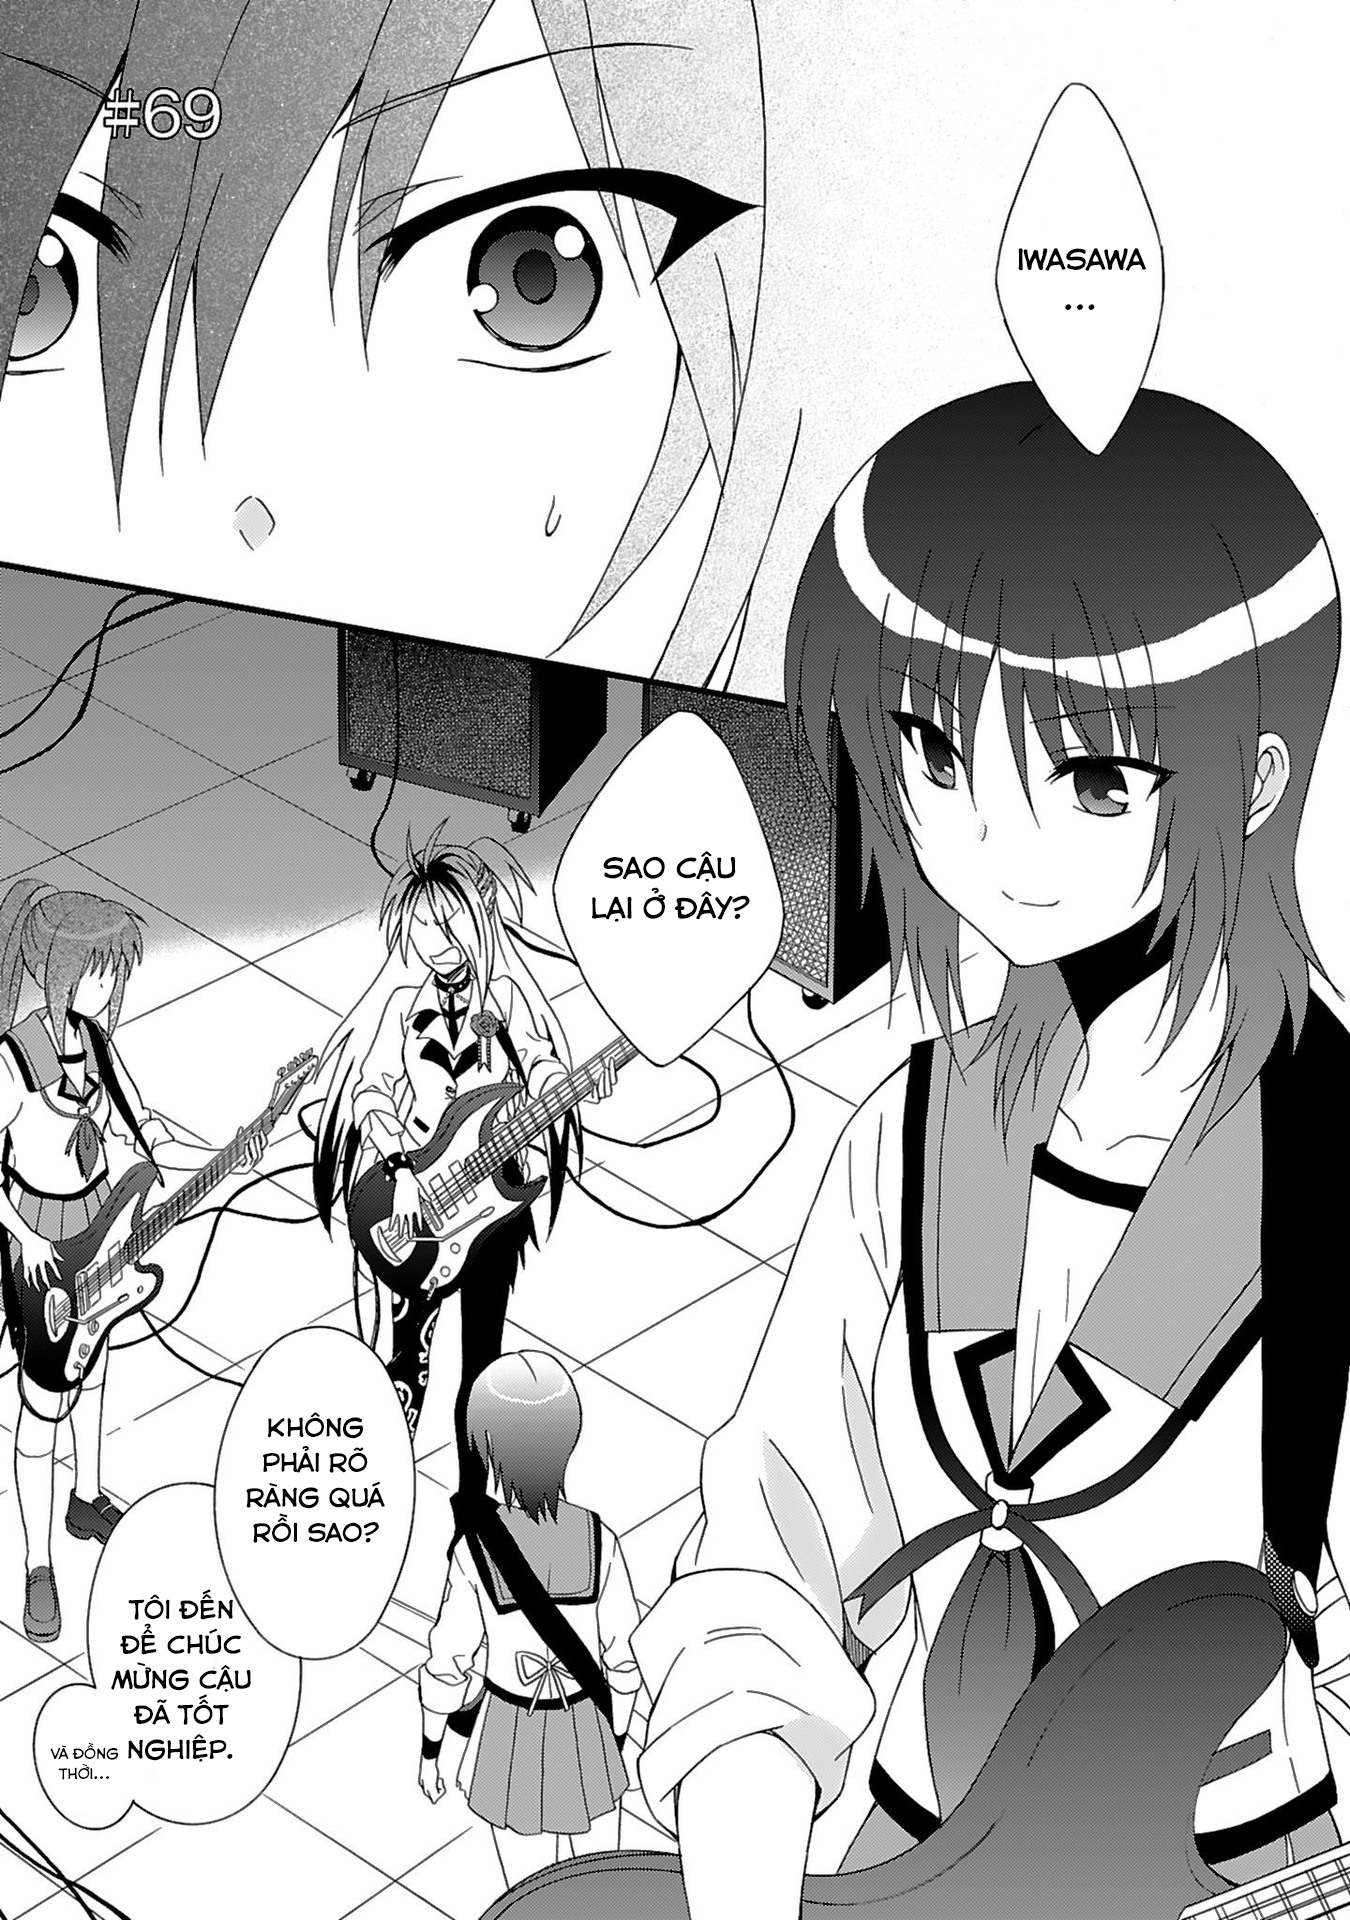 #69
IWASAWA
...
SAO CẬU
LẠI Ở ĐÂY?
KHÔNG
PHẢI RÕ
RÀNG QUÁ
RỒI SAO?
TÔI ĐẾN
ĐỂ CHÚC
MỪNG CẬU
ĐÃ TỐT
NGHIỆP.
VÀ ĐỒNG
THỜI...